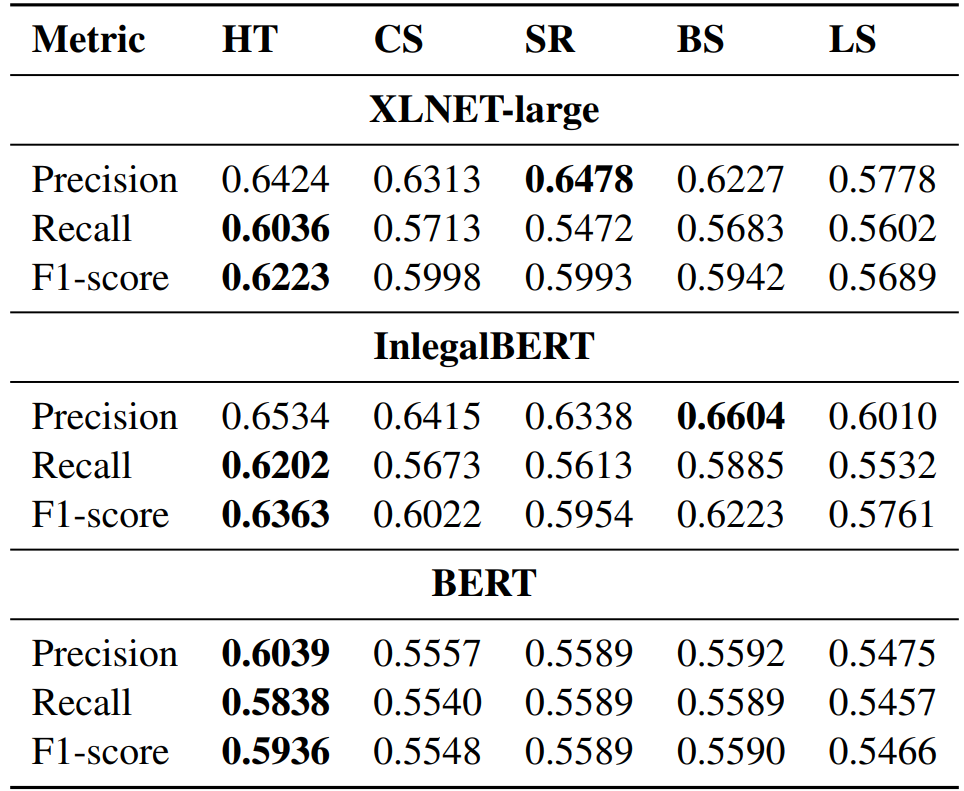 Metric HT CS SR BS LS
XLNET-large
Precision 0.6424 0.6313 0.6478 0.6227 0.5778
Recall 0.6036 0.5713 0.5472 0.5683 0.5602
F1-score 0.6223 0.5998 0.5993 0.5942 0.5689
InlegalBERT
Precision 0.6534 0.6415 0.6338 0.6604 0.6010
Recall 0.6202 0.5673 0.5613 0.5885 0.5532
F1-score 0.6363 0.6022 0.5954 0.6223 0.5761
BERT
Precision 0.6039 0.5557 0.5589 0.5592 0.5475
Recall 0.5838 0.5540 0.5589 0.5589 0.5457
F1-score 0.5936 0.5548 0.5589 0.5590 0.5466